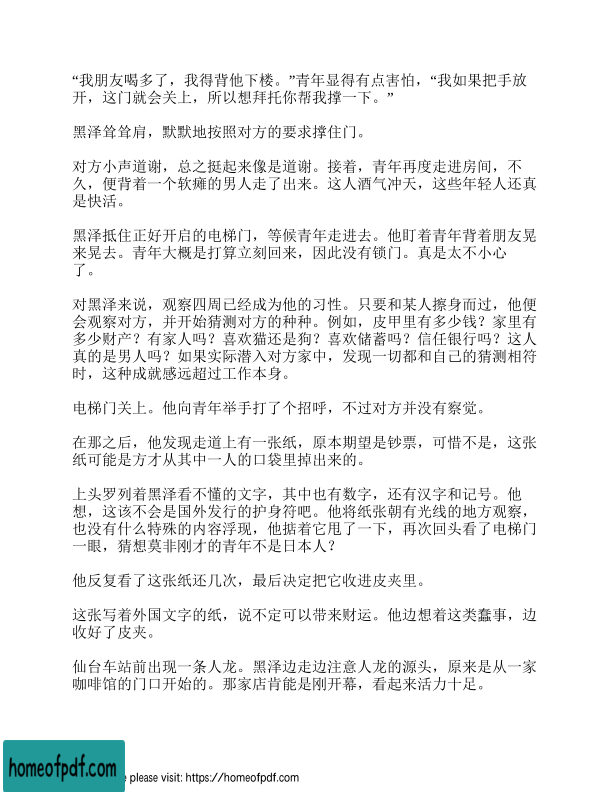 “我朋友喝多了，我得背他下楼。”青年显得有点害怕，“我如果把手放
开，这门就会关上，所以想拜托你帮我撑一下。”
黑泽耸耸肩，默默地按照对方的要求撑住门。
对方小声道谢，总之挺起来像是道谢。接着，青年再度走进房间，不
久，便背着一个软瘫的男人走了出来。这人酒气冲天，这些年轻人还真
是快活。
黑泽抵住正好开启的电梯门，等候青年走进去。他盯着青年背着朋友晃
来晃去。青年大概是打算立刻回来，因此没有锁门。真是太不小心
了。
对黑泽来说，观察四周已经成为他的习性。只要和某人擦身而过，他便
会观察对方，并开始猜测对方的种种。例如，皮甲里有多少钱？家里有
多少财产？有家人吗？喜欢猫还是狗？喜欢储蓄吗？信任银行吗？这人
真的是男人吗？如果实际潜入对方家中，发现一切都和自己的猜测相符
时，这种成就感远超过工作本身。
电梯门关上。他向青年举手打了个招呼，不过对方并没有察觉。
在那之后，他发现走道上有一张纸，原本期望是钞票，可惜不是，这张
纸可能是方才从其中一人的口袋里掉出来的。
上头罗列着黑泽看不懂的文字，其中也有数字，还有汉字和记号。他
想，这该不会是国外发行的护身符吧。他将纸张朝有光线的地方观察，
也没有什么特殊的内容浮现，他掂着它甩了一下，再次回头看了电梯门
一眼，猜想莫非刚才的青年不是日本人？
他反复看了这张纸还几次，最后决定把它收进皮夹里。
这张写着外国文字的纸，说不定可以带来财运。他边想着这类蠢事，边
收好了皮夹。
仙台车站前出现一条人龙。黑泽边走边注意人龙的源头，原来是从一家
咖啡馆的门口开始的。那家店肯能是刚开幕，看起来活力十足。
homeofpdf.com
e please visit: https://homeofpdf.com